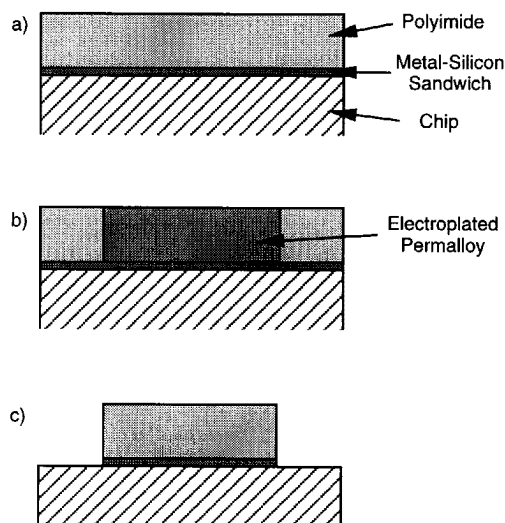 a)
Polyimide
Metal-Silicon
Sandwich
Chip
b)
Electroplated
Permalloy
c)